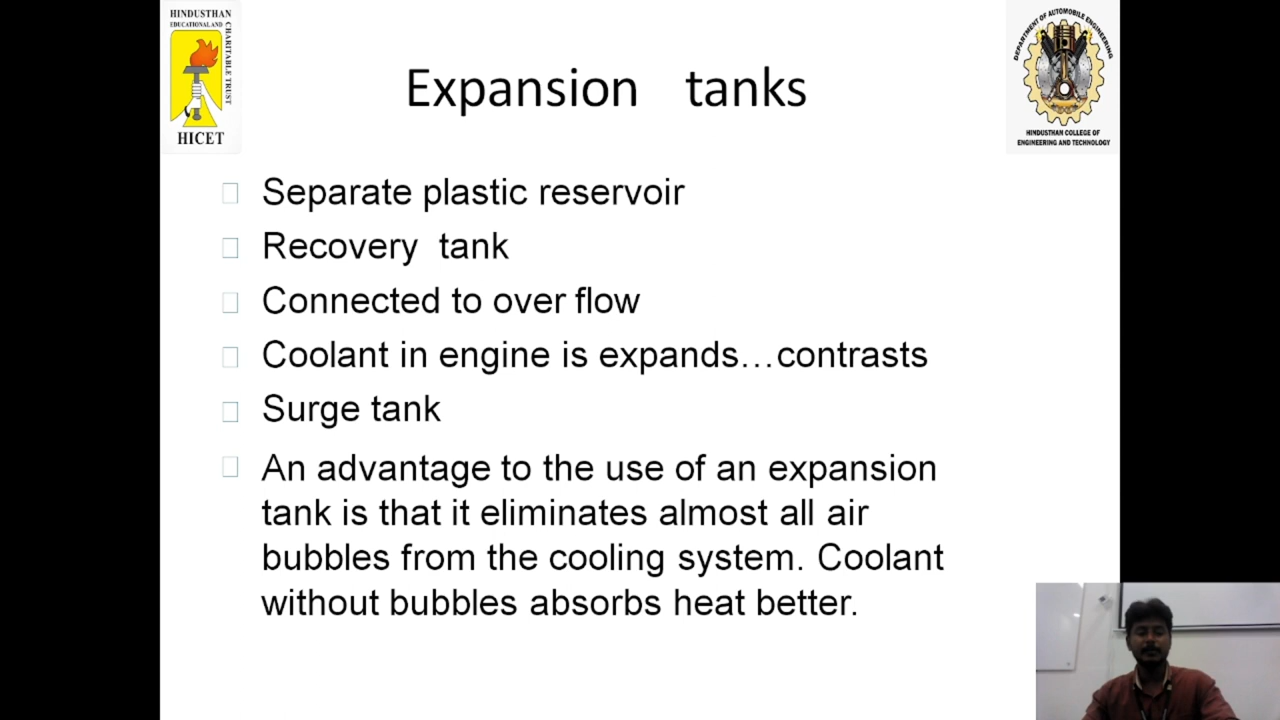 HINDUSTHAN
EDUCATIONAL AND
CHARITABLE TRUST
HICET
Expansion tanks
DEPARTMENT OF AUTOMOBILE ENGINEERING
HINDUSTHAN COLLEGE OF
ENGINEERING AND TECHNOLOGY
Separate plastic reservoir
Recovery tank
Connected to over flow
Coolant in engine is expands...contrasts
Surge tank
An advantage to the use of an expansion
tank is that it eliminates almost all air
bubbles from the cooling system. Coolant
without bubbles absorbs heat better.